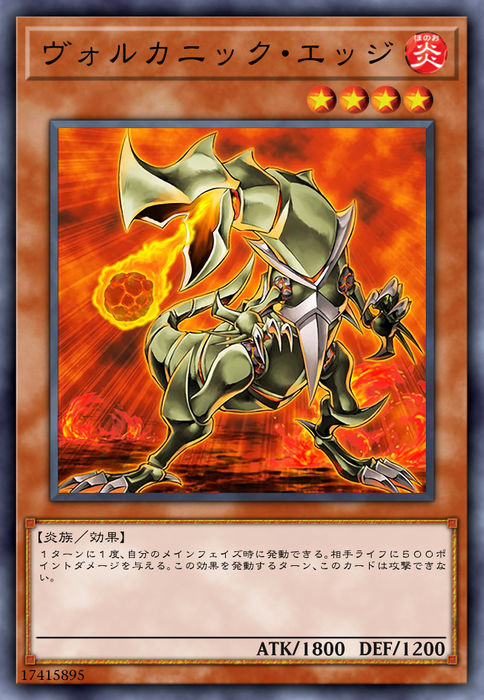 ヴォルカニック・エッジ
ほのお
炎
【炎族／効果】
１ターンに１度、自分のメインフェイズ時に発動できる。相手ライフに５００ポ
イントダメージを与える。この効果を発動するターン、このカードは攻撃できな
い。
ATK/1800 DEF/1200
17415895